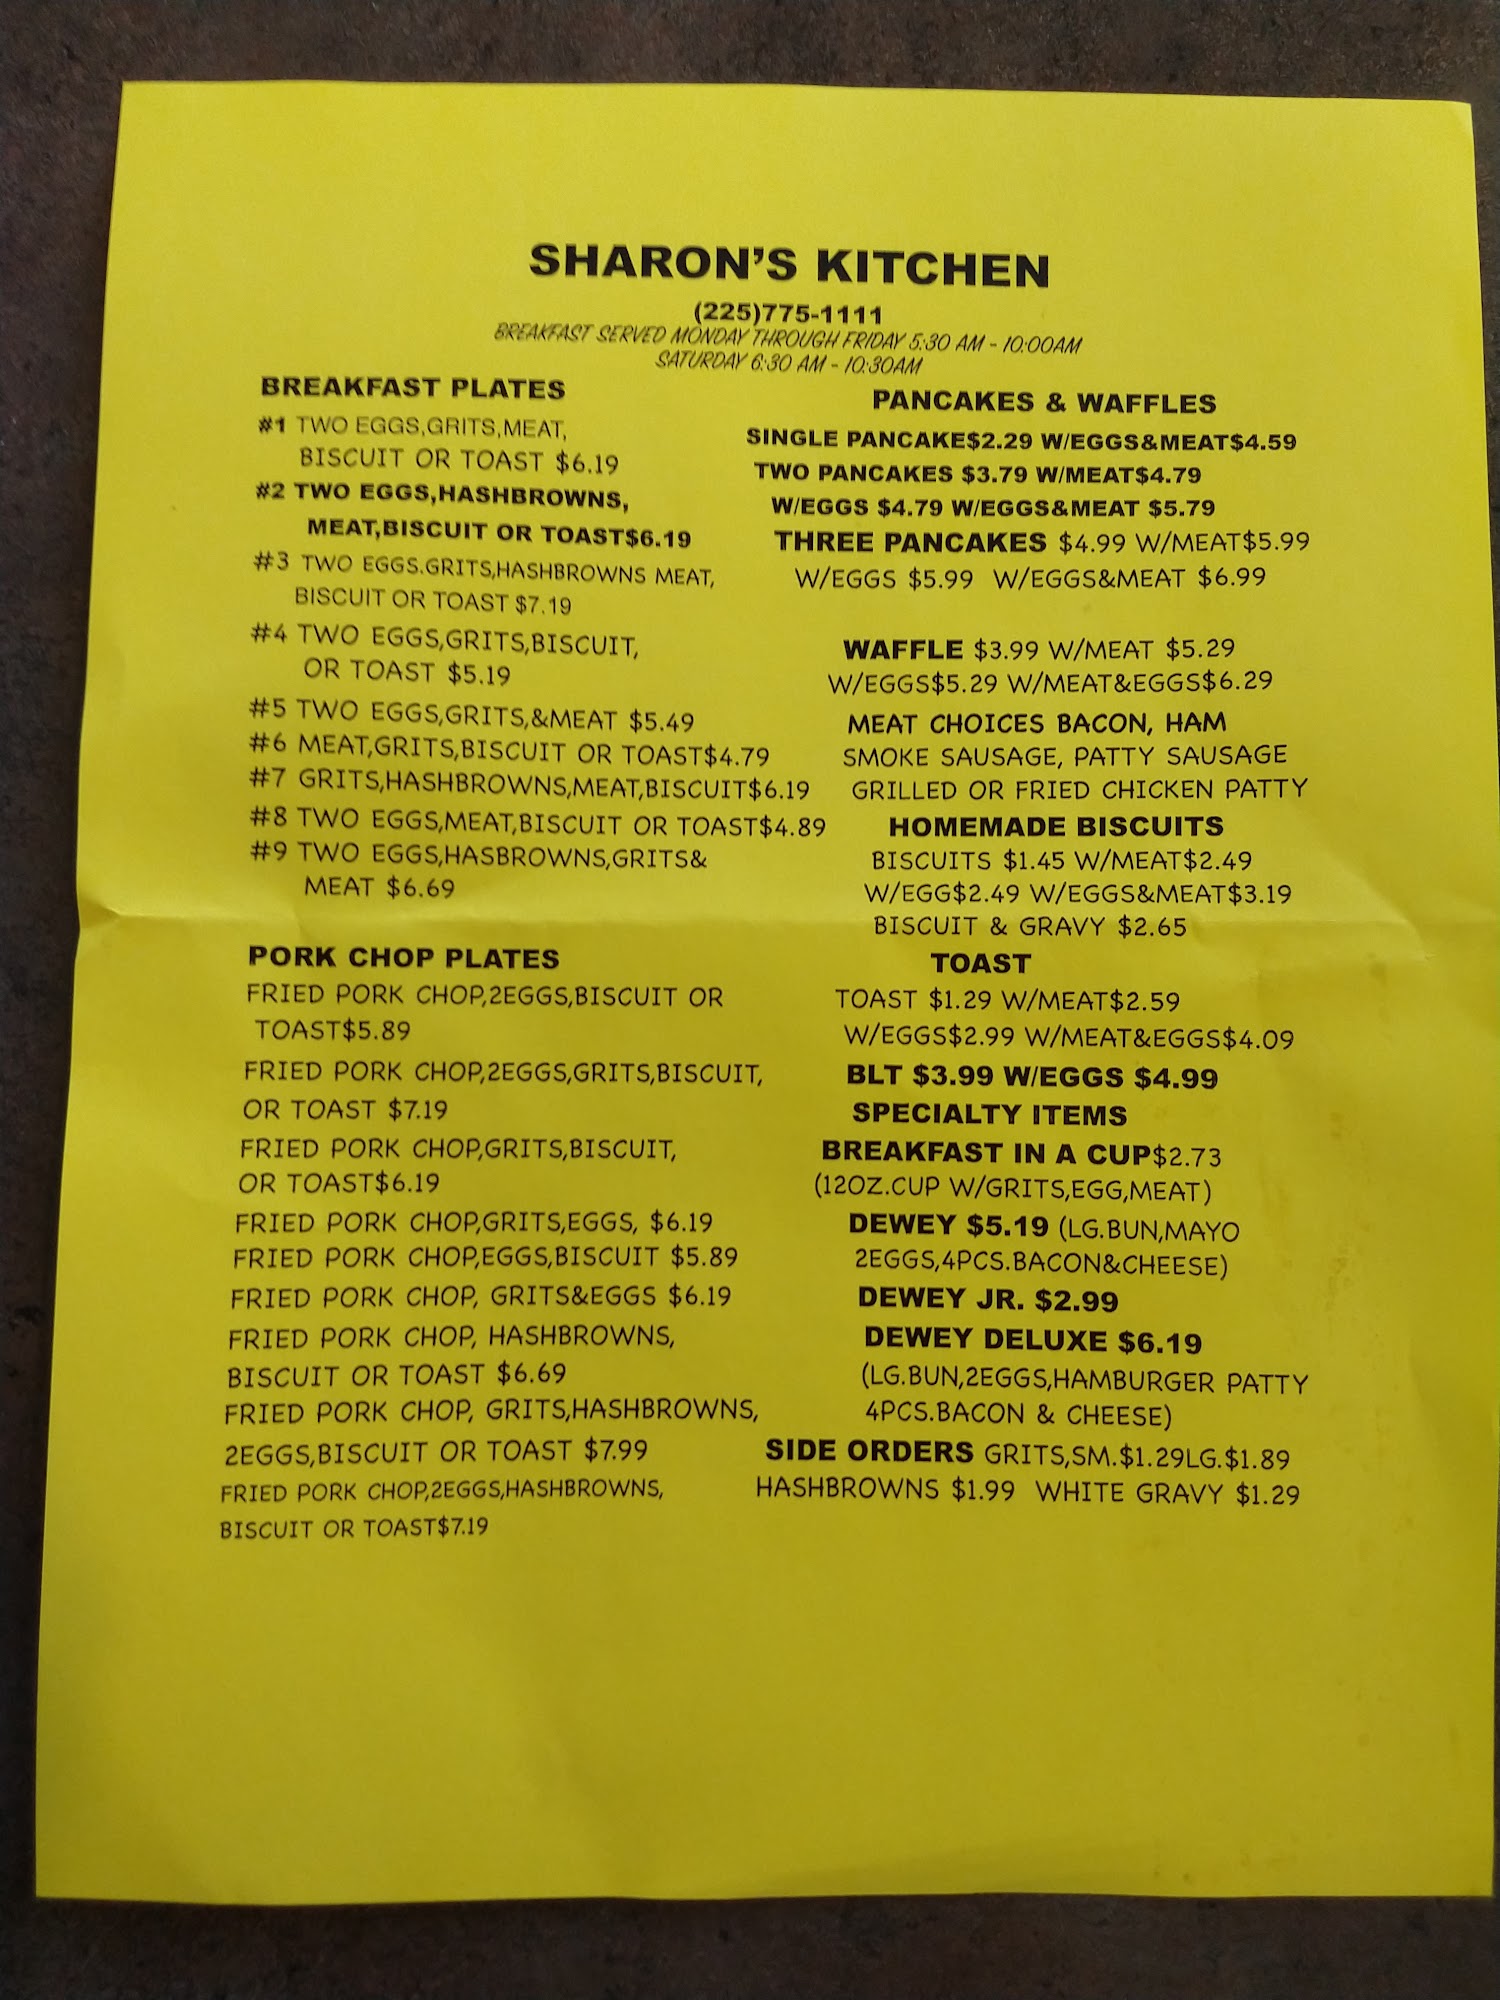 SHARON'S KITCHEN
(225)775-1111
BREAKFAST SERVED MONDAY THROUGH FRIDAY 5:30 AM - 10:00AM
SATURDAY 6:30 AM - 10:30AM
BREAKFAST PLATES
#1 TWO EGGS,GRITS,MEAT,
BISCUIT OR TOAST $6.19
#2 TWO EGGS,HASHBROWNS,
MEAT,BISCUIT OR TOAST$6.19
#3 TWO EGGS.GRITS,HASHBROWNS MEAT,
BISCUIT OR TOAST $7.19
#4 TWO EGGS,GRITS,BISCUIT,
OR TOAST $5.19
#5 TWO EGGS,GRITS,&MEAT $5.49
#6 MEAT,GRITS,BISCUIT OR TOAST$4.79
#7 GRITS,HASHBROWNS,MEAT,BISCUIT$6.19
#8 TWO EGGS,MEAT,BISCUIT OR TOAST$4.89
#9 TWO EGGS,HASBROWNS,GRITS&
MEAT $6.69
PORK CHOP PLATES
FRIED PORK CHOP,2EGGS,BISCUIT OR
TOAST$5.89
FRIED PORK CHOP,2EGGS,GRITS,BISCUIT,
OR TOAST $7.19
FRIED PORK CHOP,GRITS,BISCUIT,
OR TOAST$6.19
FRIED PORK CHOP,GRITS,EGGS, $6.19
FRIED PORK CHOP,EGGS,BISCUIT $5.89
FRIED PORK CHOP, GRITS&EGGS $6.19
FRIED PORK CHOP, HASHBROWNS,
BISCUIT OR TOAST $6.69
FRIED PORK CHOP, GRITS,HASHBROWNS,
2EGGS,BISCUIT OR TOAST $7.99
FRIED PORK CHOP,2EGGS,HASHBROWNS,
BISCUIT OR TOAST$7.19
PANCAKES & WAFFLES
SINGLE PANCAKE$2.29 W/EGGS&MEAT$4.59
TWO PANCAKES $3.79 W/MEAT$4.79
W/EGGS $4.79 W/EGGS&MEAT $5.79
THREE PANCAKES $4.99 W/MEAT$5.99
W/EGGS $5.99 W/EGGS&MEAT $6.99
WAFFLE $3.99 W/MEAT $5.29
W/EGGS$5.29 W/MEAT&EGGS$6.29
MEAT CHOICES BACON, HAM
SMOKE SAUSAGE, PATTY SAUSAGE
GRILLED OR FRIED CHICKEN PATTY
HOMEMADE BISCUITS
BISCUITS $1.45 W/MEAT$2.49
W/EGG$2.49 W/EGGS&MEAT$3.19
BISCUIT & GRAVY $2.65
TOAST
TOAST $1.29 W/MEAT$2.59
W/EGGS$2.99 W/MEAT&EGGS$4.09
BLT $3.99 W/EGGS $4.99
SPECIALTY ITEMS
BREAKFAST IN A CUP$2.73
(12OZ.CUP W/GRITS,EGG,MEAT)
DEWEY $5.19 (LG.BUN,MAYO
2EGGS,4PCS.BACON&CHEESE)
DEWEY JR. $2.99
DEWEY DELUXE $6.19
(LG.BUN,2EGGS,HAMBURGER PATTY
4PCS.BACON & CHEESE)
SIDE ORDERS GRITS,SM.$1.29LG.$1.89
HASHBROWNS $1.99 WHITE GRAVY $1.29